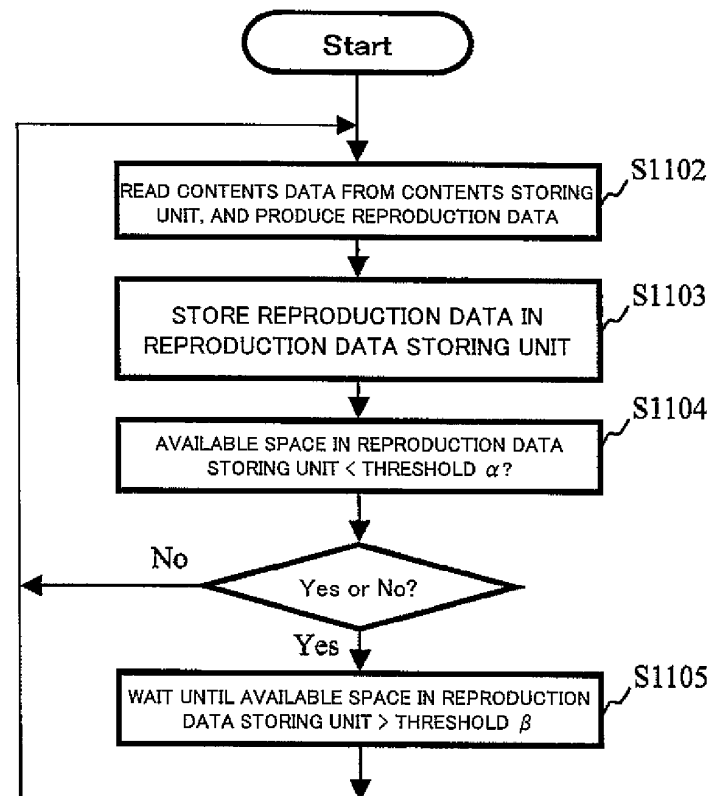 Start
S1102
READ CONTENTS DATA FROM CONTENTS STORING
UNIT, AND PRODUCE REPRODUCTION DATA
S1103
STORE REPRODUCTION DATA IN
REPRODUCTION DATA STORING UNIT
S1104
AVAILABLE SPACE IN REPRODUCTION DATA
STORING UNIT < THRESHOLD α?
No
Yes or No?
Yes
S1105
WAIT UNTIL AVAILABLE SPACE IN REPRODUCTION
DATA STORING UNIT > THRESHOLD β